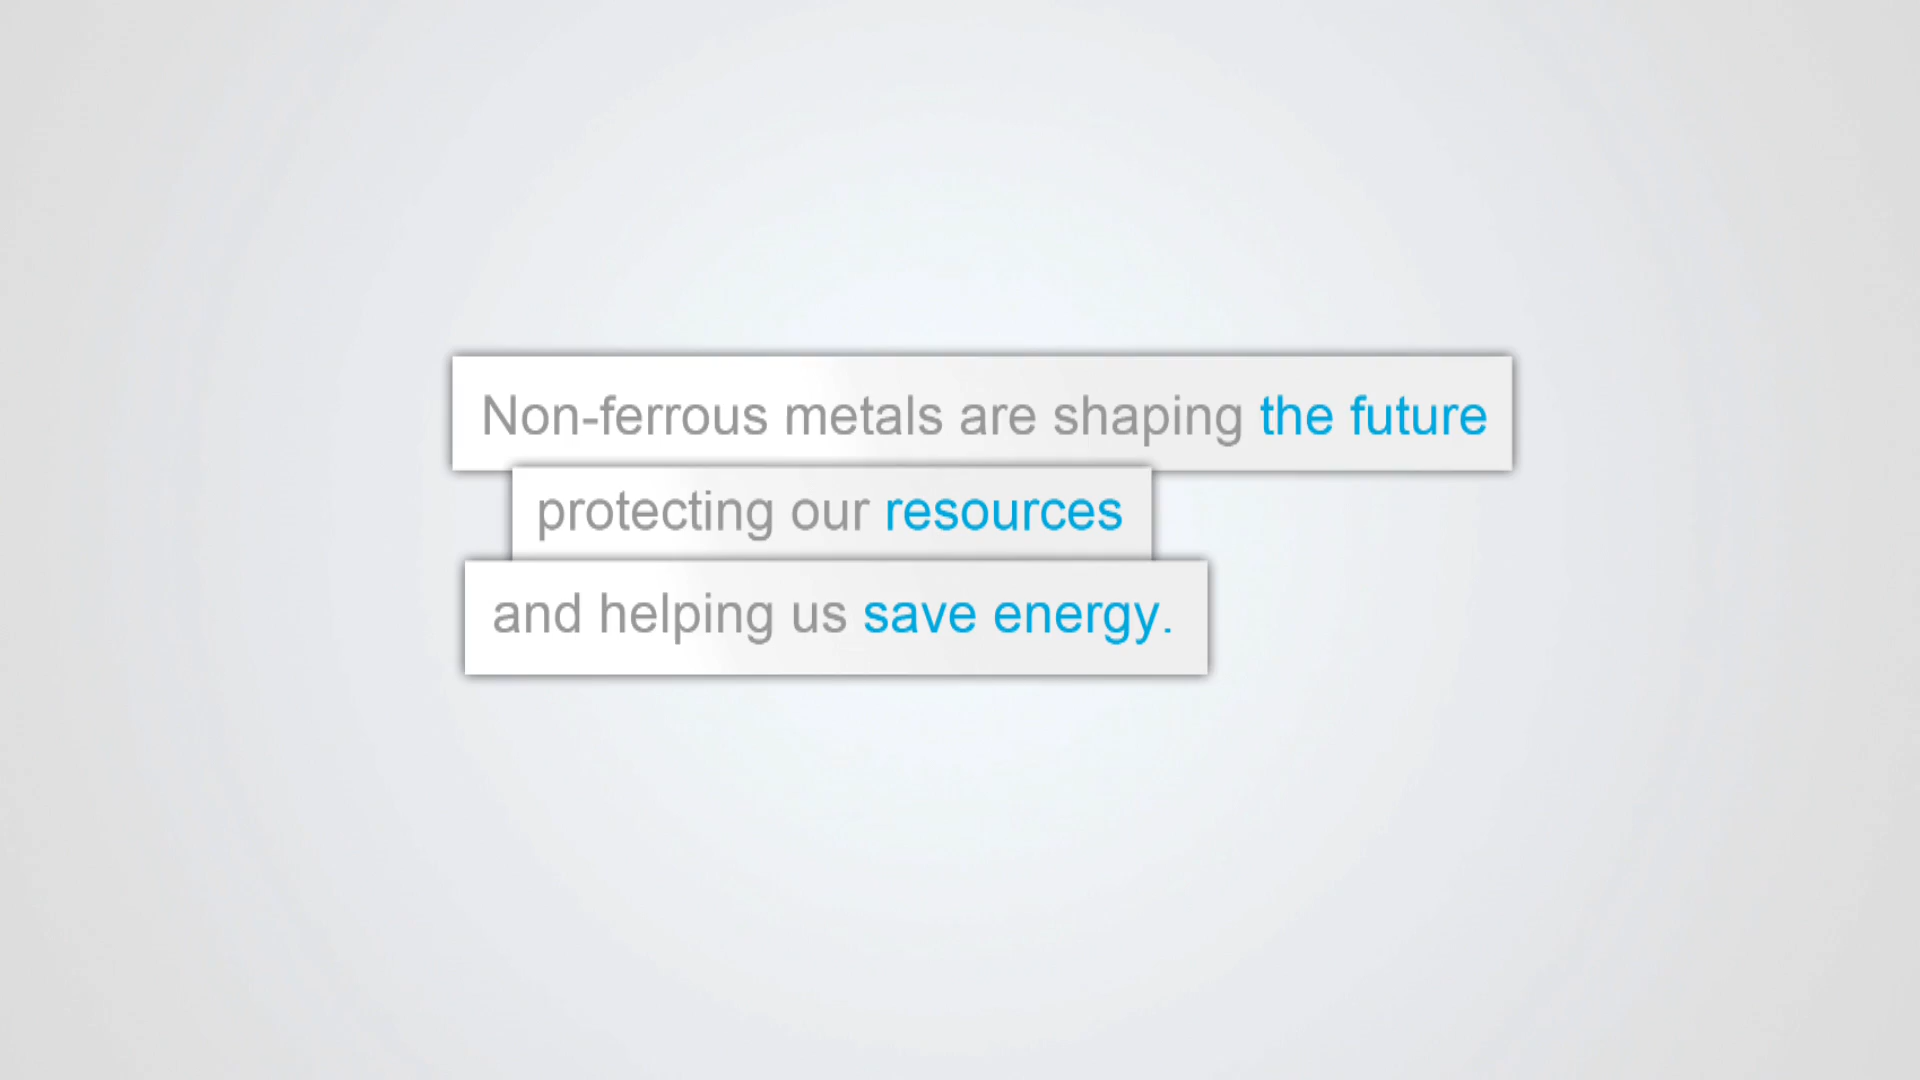 Non-ferrous metals are shaping the future
protecting our resources
and helping us save energy.